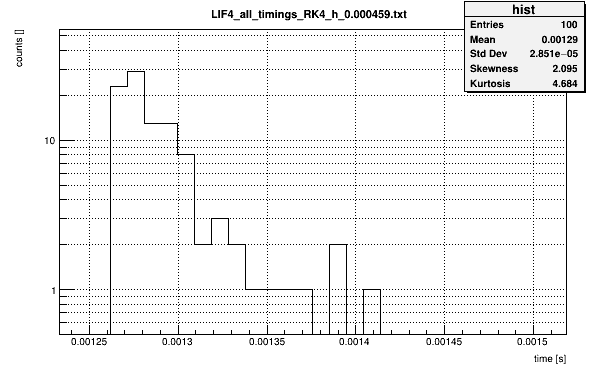 LIF4_all_timings_RK4_h_0.000459.txt
hist
Entries 100
Mean 0.00129
Std Dev 2.851e−05
Skewness 2.095
Kurtosis 4.684
counts []
10
1
0.00125 0.0013 0.00135 0.0014 0.00145 0.0015
time [s]